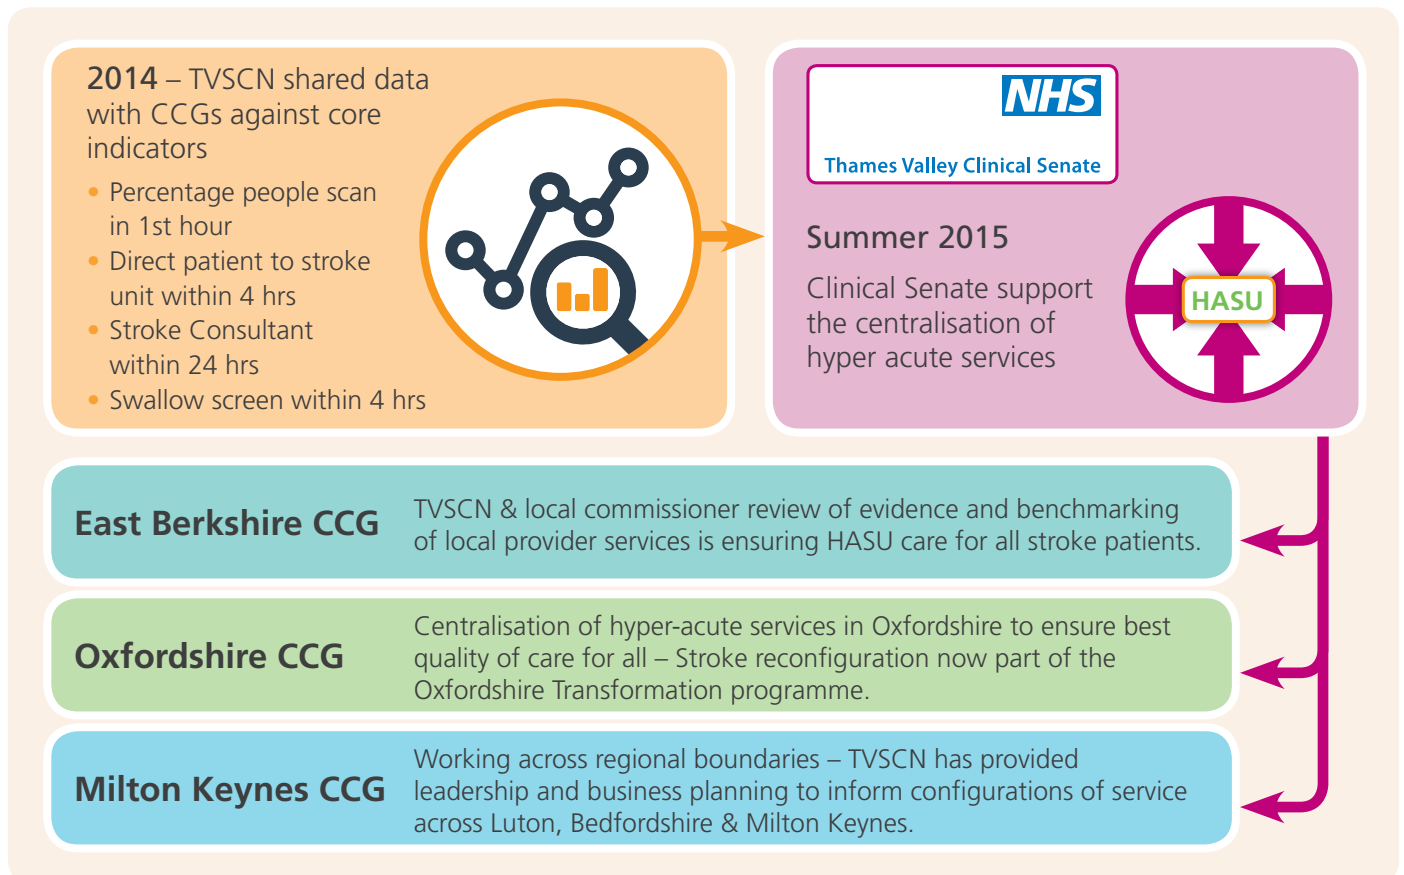 2014 – TVSCN shared data
with CCGs against core
indicators
• Percentage people scan
in 1st hour
• Direct patient to stroke
unit within 4 hrs
• Stroke Consultant
within 24 hrs
• Swallow screen within 4 hrs
NHS
Thames Valley Clinical Senate
Summer 2015
Clinical Senate support
the centralisation of
hyper acute services
HASU
East Berkshire CCG
TVSCN & local commissioner review of evidence and benchmarking
of local provider services is ensuring HASU care for all stroke patients.
Oxfordshire CCG
Centralisation of hyper-acute services in Oxfordshire to ensure best
quality of care for all – Stroke reconfiguration now part of the
Oxfordshire Transformation programme.
Milton Keynes CCG
Working across regional boundaries – TVSCN has provided
leadership and business planning to inform configurations of service
across Luton, Bedfordshire & Milton Keynes.